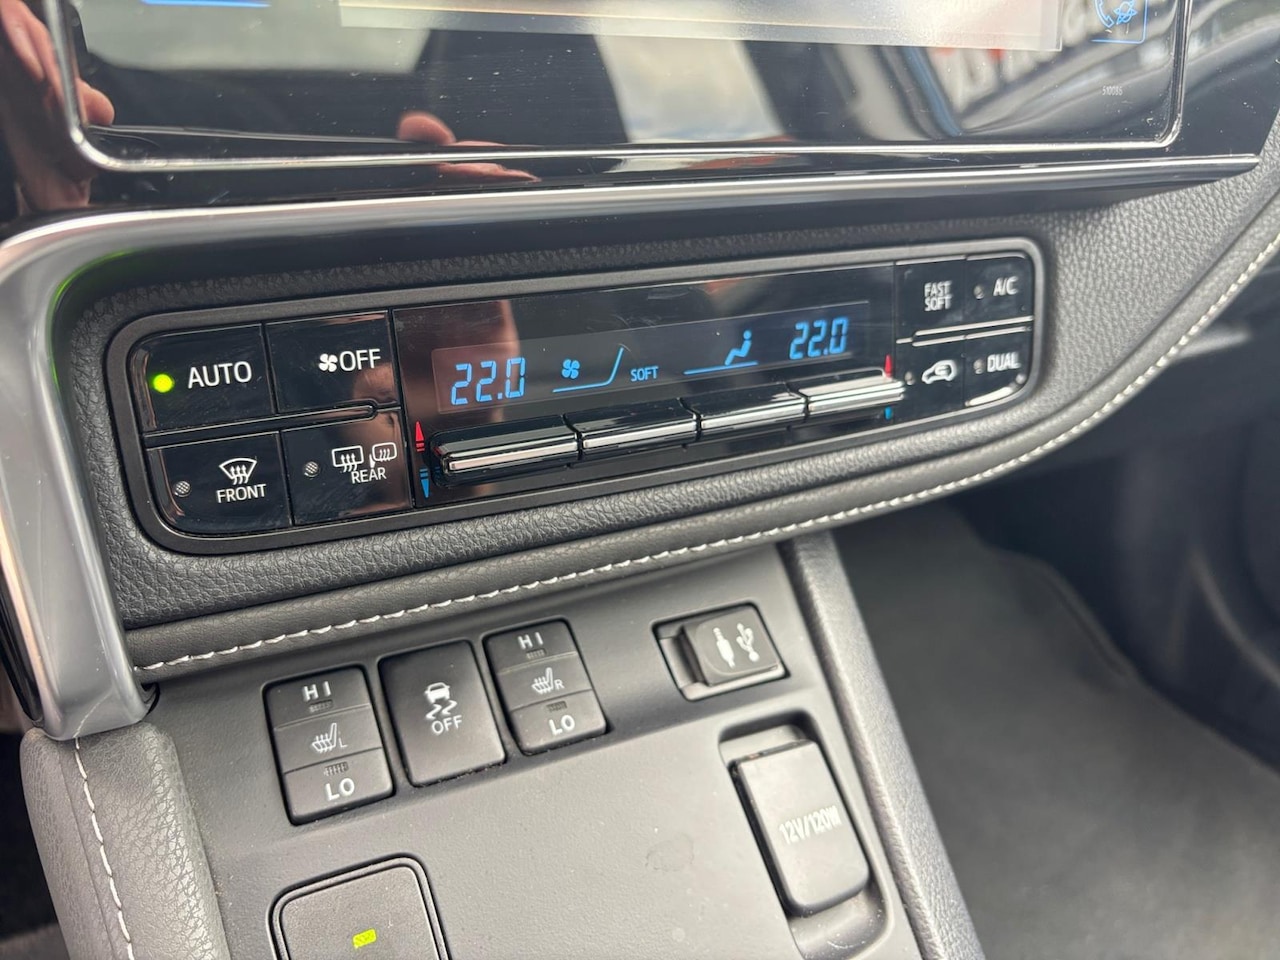 510086
AUTO
OFF
22.0
SOFT
22.0
FAST
SOFT
A/C
DUAL
FRONT
REAR
HI
L
LO
OFF
HI
R
LO
12V/120W